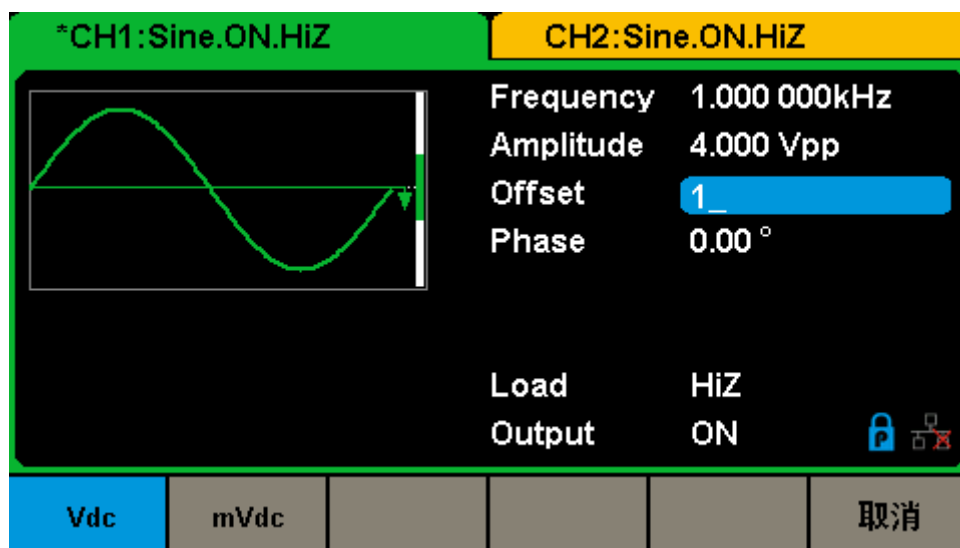 *CH1:Sine.ON.HiZ CH2:Sine.ON.HiZ
Frequency 1.000 000kHz
Amplitude 4.000 Vpp
Offset 1_
Phase 0.00 °
Load HiZ
Output ON
P
Vdc mVdc 取消